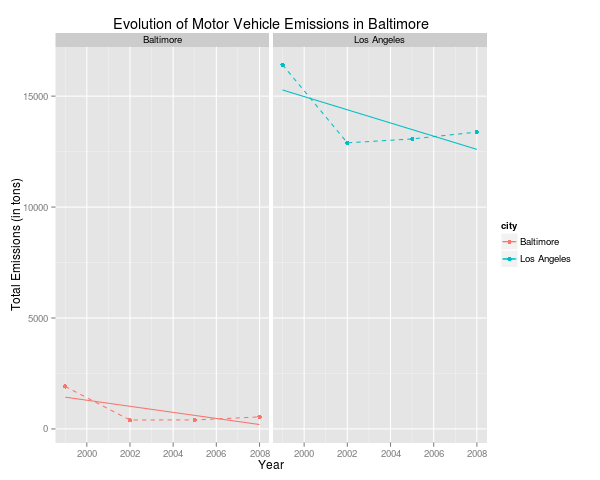 Evolution of Motor Vehicle Emissions in Baltimore
Baltimore
Los Angeles
Total Emissions (in tons)
15000
10000
5000
0
2000 2002 2004 2006 2008
2000 2002 2004 2006 2008
Year
city
Baltimore
Los Angeles